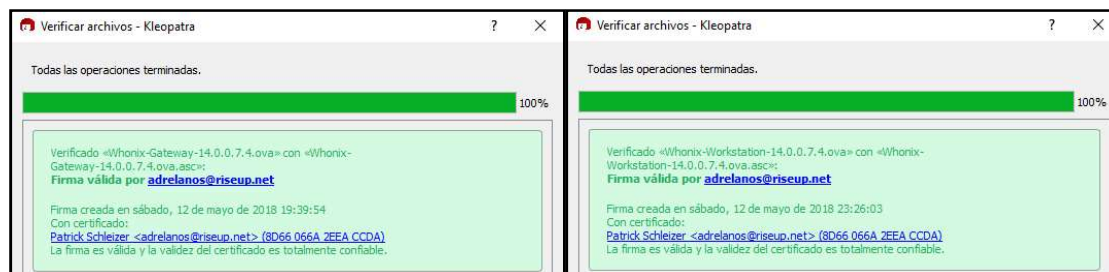 Verificar archivos - Kleopatra ? ×
Todas las operaciones terminadas.
100%
Verificado «Whonix-Gateway-14.0.0.7.4.ova» con «Whonix-
Gateway-14.0.0.7.4.ova.asc»:
Firma válida por adrelanos@riseup.net
Firma creada en sábado, 12 de mayo de 2018 19:39:54
Con certificado:
Patrick Schleizer <adrelanos@riseup.net> (8D66 066A 2EEA CCDA)
La firma es válida y la validez del certificado es totalmente confiable.
Verificar archivos - Kleopatra ? ×
Todas las operaciones terminadas.
100%
Verificado «Whonix-Workstation-14.0.0.7.4.ova» con «Whonix-
Workstation-14.0.0.7.4.ova.asc»:
Firma válida por adrelanos@riseup.net
Firma creada en sábado, 12 de mayo de 2018 23:26:03
Con certificado:
Patrick Schleizer <adrelanos@riseup.net> (8D66 066A 2EEA CCDA)
La firma es válida y la validez del certificado es totalmente confiable.